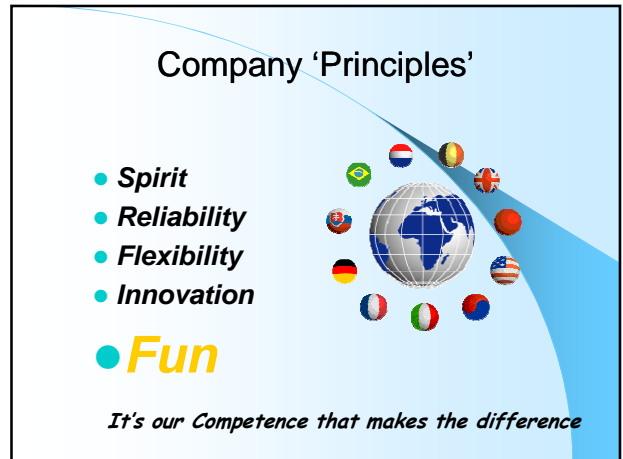 Company ‘Principles’
Spirit
Reliability
Flexibility
Innovation
Fun
It's our Competence that makes the difference